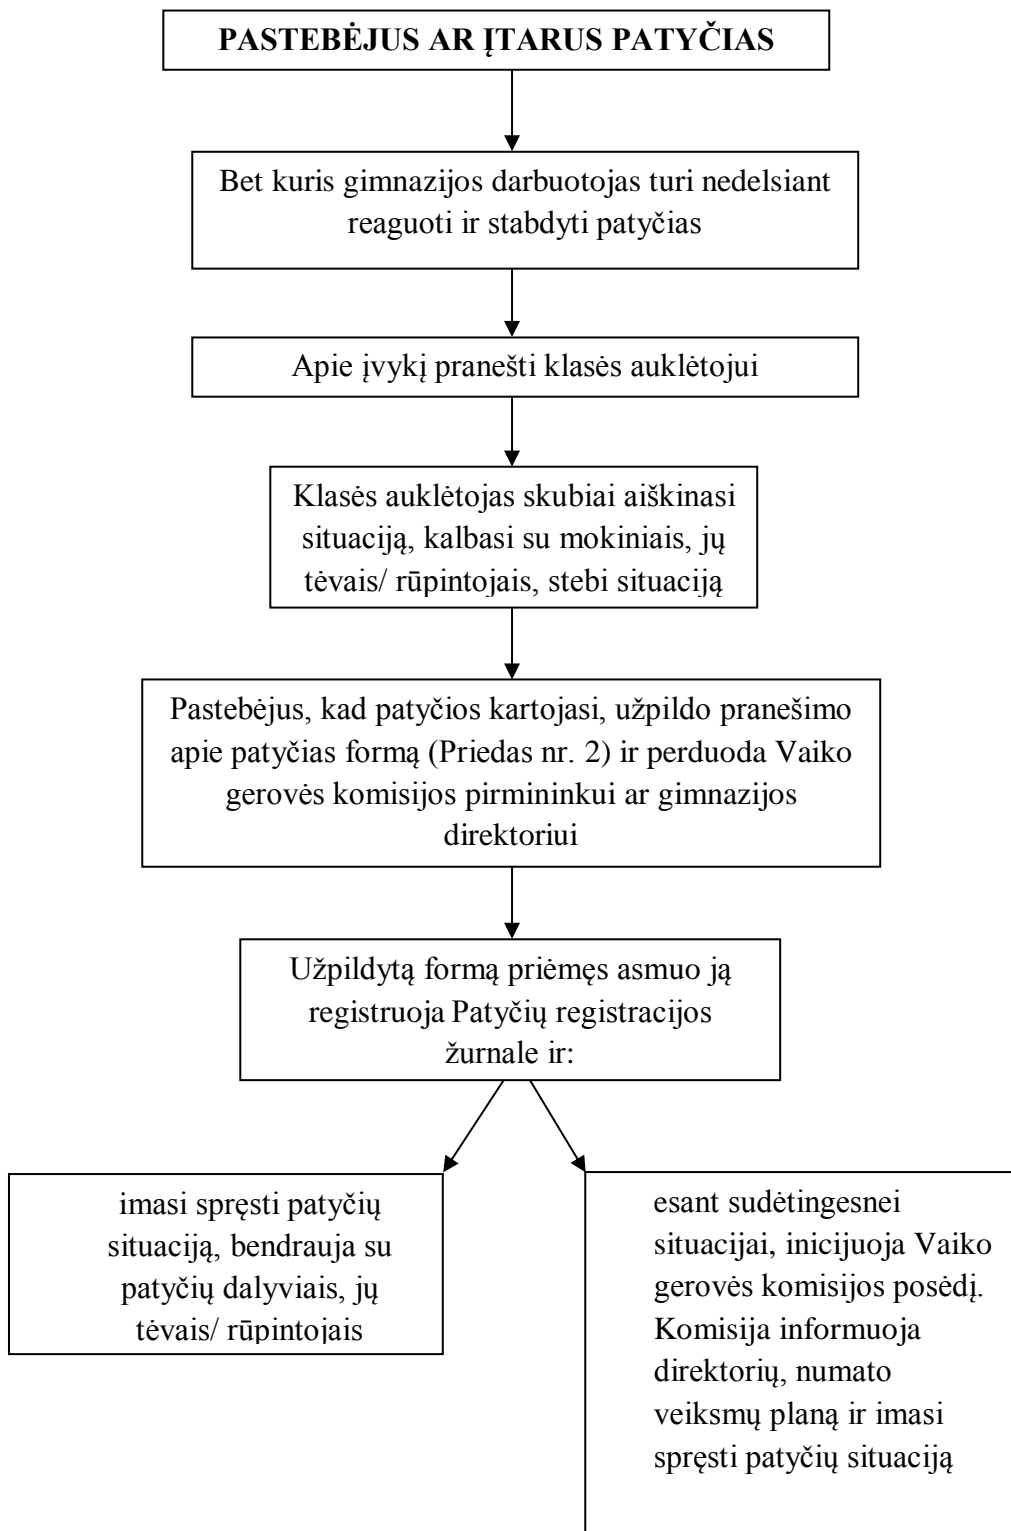 PASTEBĖJUS AR ĮTARUS PATYČIAS
Bet kuris gimnazijos darbuotojas turi nedelsiant
reaguoti ir stabdyti patyčias
Apie įvykį pranešti klasės auklėtojui
Klasės auklėtojas skubiai aiškinasi
situaciją, kalbasi su mokiniais, jų
tėvais/ rūpintojais, stebi situaciją
Pastebėjus, kad patyčios kartojasi, užpildo pranešimo
apie patyčias formą (Priedas nr. 2) ir perduoda Vaiko
gerovės komisijos pirmininkui ar gimnazijos
direktoriui
Užpildytą formą priėmęs asmuo ją
registruoja Patyčių registracijos
žurnale ir:
imasi spręsti patyčių
situaciją, bendrauja su
patyčių dalyviais, jų
tėvais/ rūpintojais
esant sudėtingesnei
situacijai, inicijuoja Vaiko
gerovės komisijos posėdį.
Komisija informuoja
direktorių, numato
veiksmų planą ir imasi
spręsti patyčių situaciją